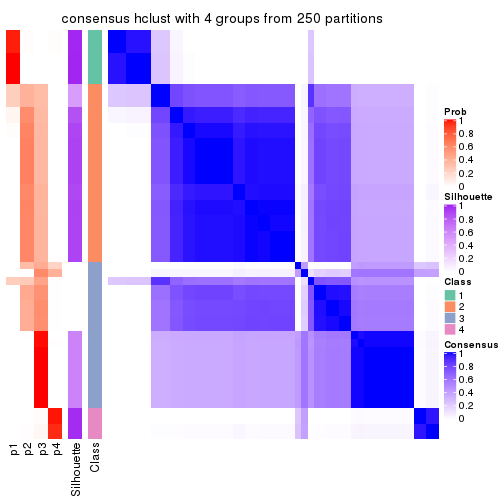 consensus hclust with 4 groups from 250 partitions
Prob
1
0.8
0.6
0.4
0.2
0
Silhouette
1
0.8
0.6
0.4
0.2
0
Class
1
2
3
4
Consensus
1
0.8
0.6
0.4
0.2
0
p1
p2
p3
p4
Silhouette
Class